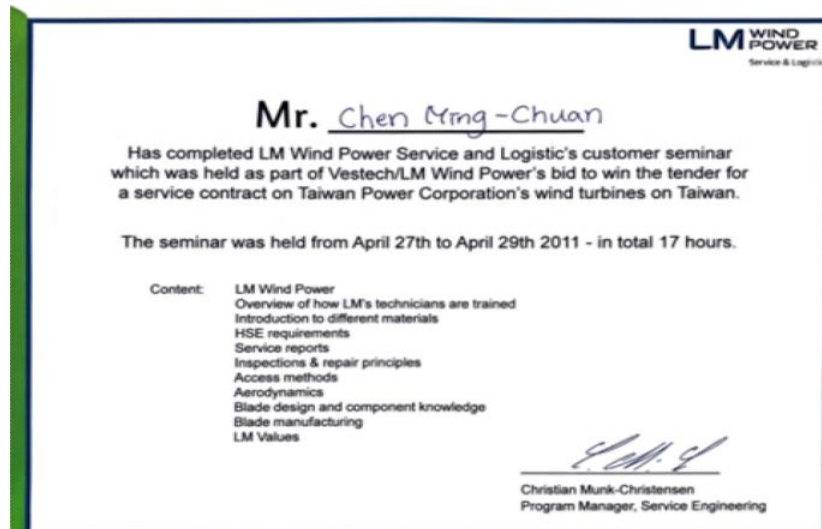 LM WIND POWER
Service & Logistic
Mr. Chen Ming-Chuan
Has completed LM Wind Power Service and Logistic's customer seminar
which was held as part of Vestech/LM Wind Power's bid to win the tender for
a service contract on Taiwan Power Corporation's wind turbines on Taiwan.
The seminar was held from April 27th to April 29th 2011 - in total 17 hours.
Content: LM Wind Power
Overview of how LM's technicians are trained
Introduction to different materials
HSE requirements
Service reports
Inspections & repair principles
Access methods
Aerodynamics
Blade design and component knowledge
Blade manufacturing
LM Values
Christian Munk-Christensen
Program Manager, Service Engineering